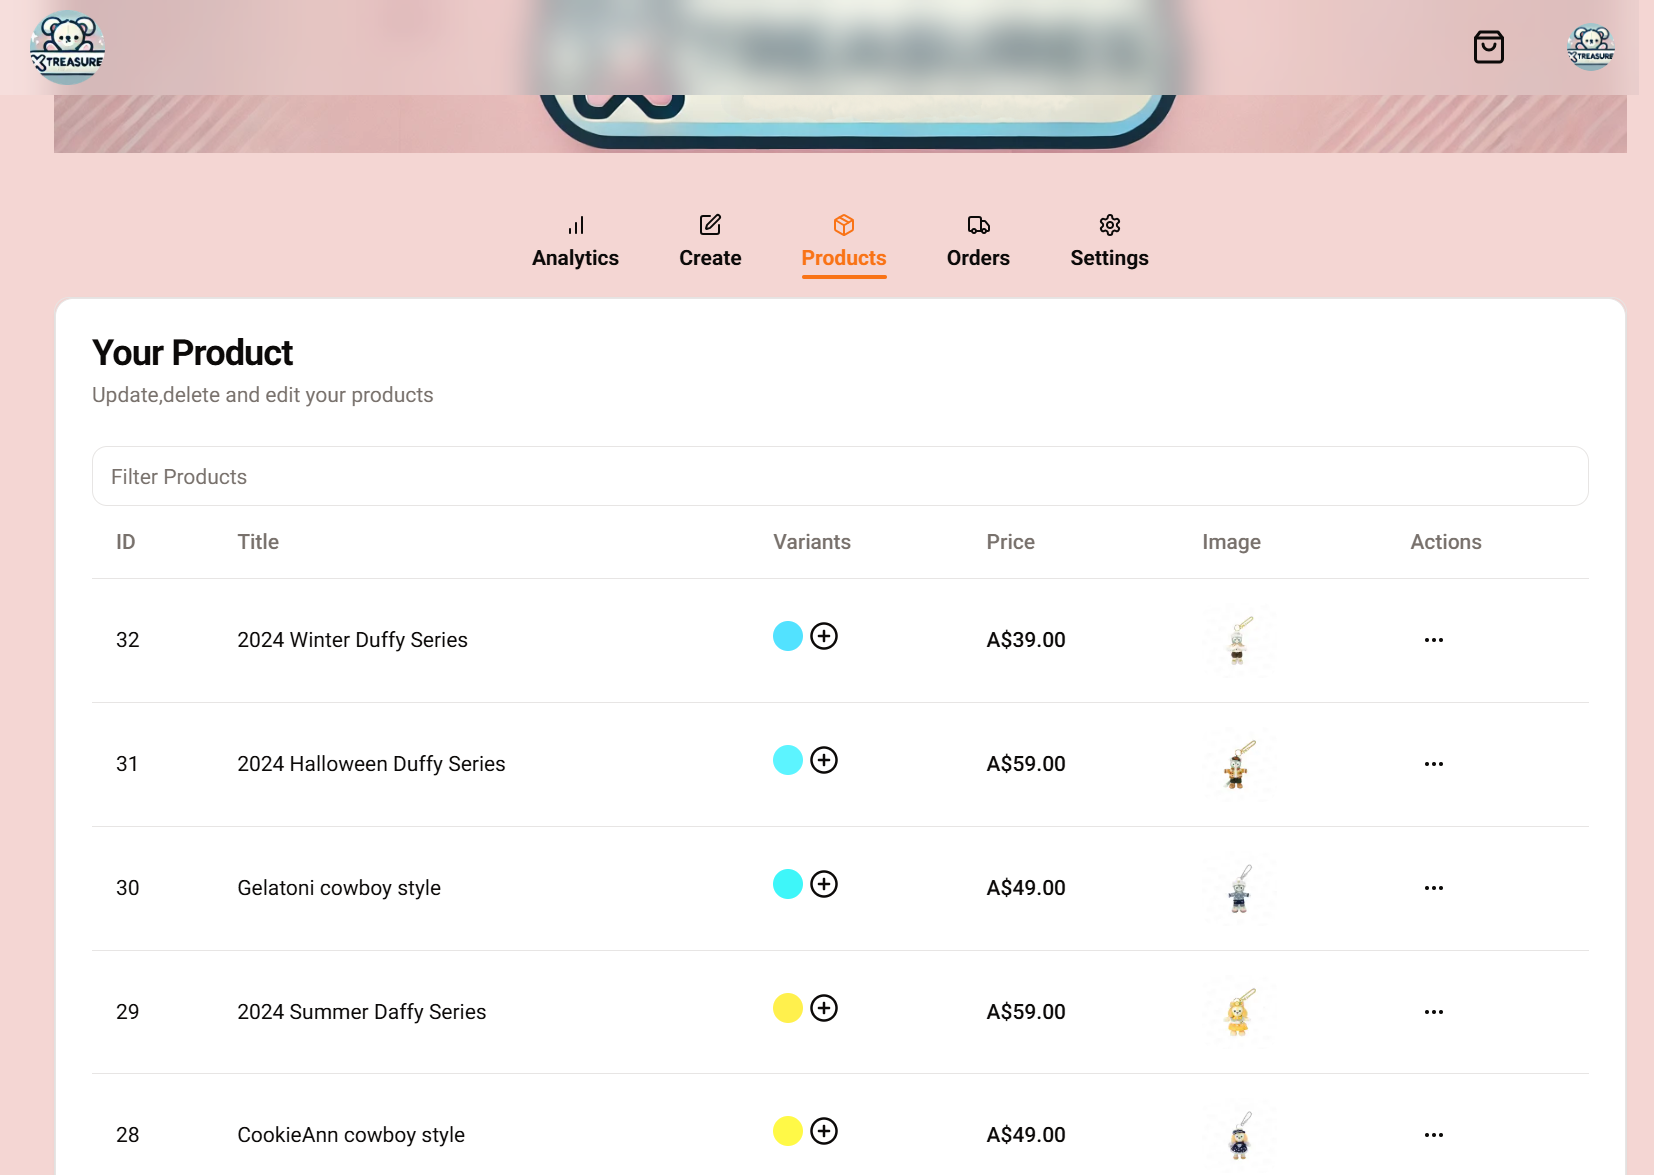 XTREASURE
XTREASURE
Analytics
Create
Products
Orders
Settings
Your Product
Update,delete and edit your products
Filter Products
ID Title Variants Price Image Actions
32 2024 Winter Duffy Series A$39.00
31 2024 Halloween Duffy Series A$59.00
30 Gelatoni cowboy style A$49.00
29 2024 Summer Daffy Series A$59.00
28 CookieAnn cowboy style A$49.00